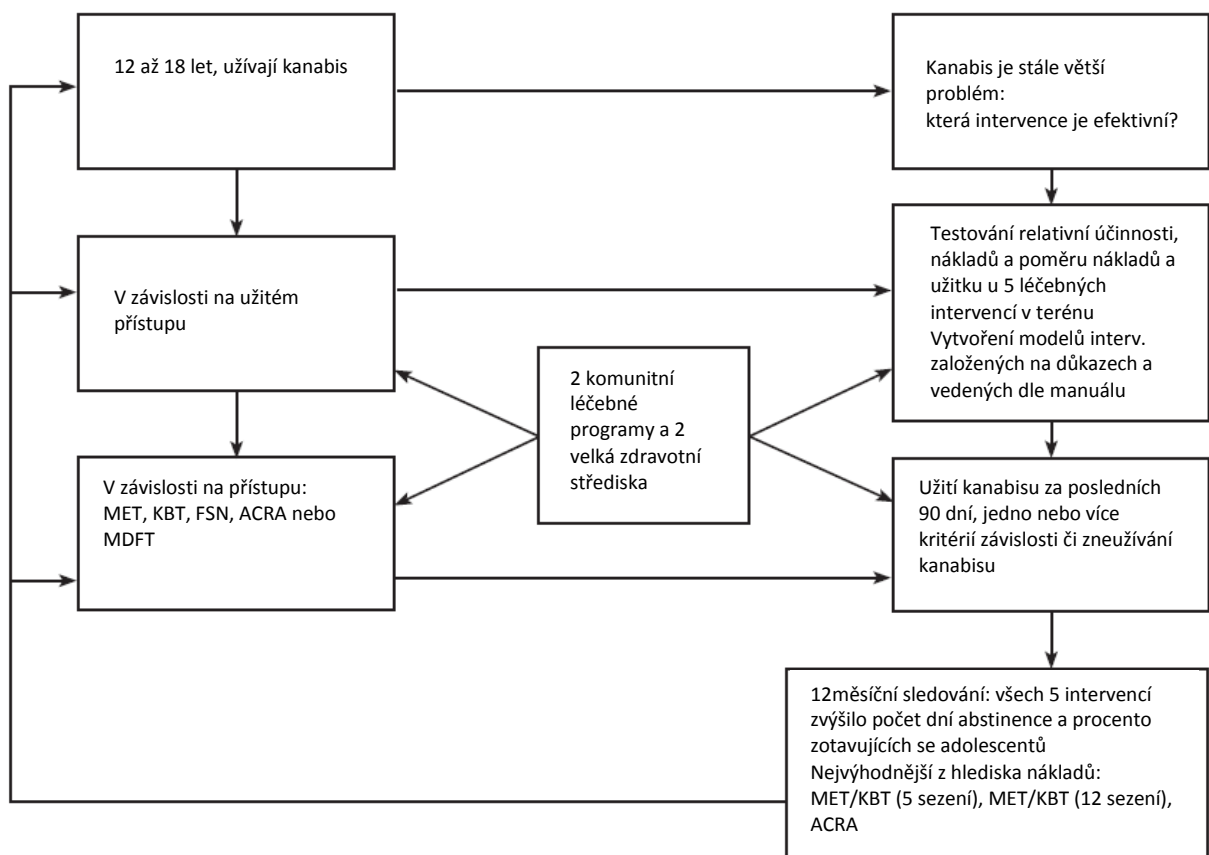 12 až 18 let, užívají kanabis
Kanabis je stále větší
problém:
která intervence je efektivní?
V závislosti na užitém
přístupu
Testování relativní účinnosti,
nákladů a poměru nákladů a
užitku u 5 léčebných
intervencí v terénu
Vytvoření modelů interv.
založených na důkazech a
vedených dle manuálu
2 komunitní
léčebné
programy a 2
velká zdravotní
střediska
V závislosti na přístupu:
MET, KBT, FSN, ACRA nebo
MDFT
Užití kanabisu za posledních
90 dní, jedno nebo více
kritérií závislosti či zneužívání
kanabisu
12měsíční sledování: všech 5 intervencí
zvýšilo počet dní abstinence a procento
zotavujících se adolescentů
Nejvýhodnější z hlediska nákladů:
MET/KBT (5 sezení), MET/KBT (12 sezení),
ACRA